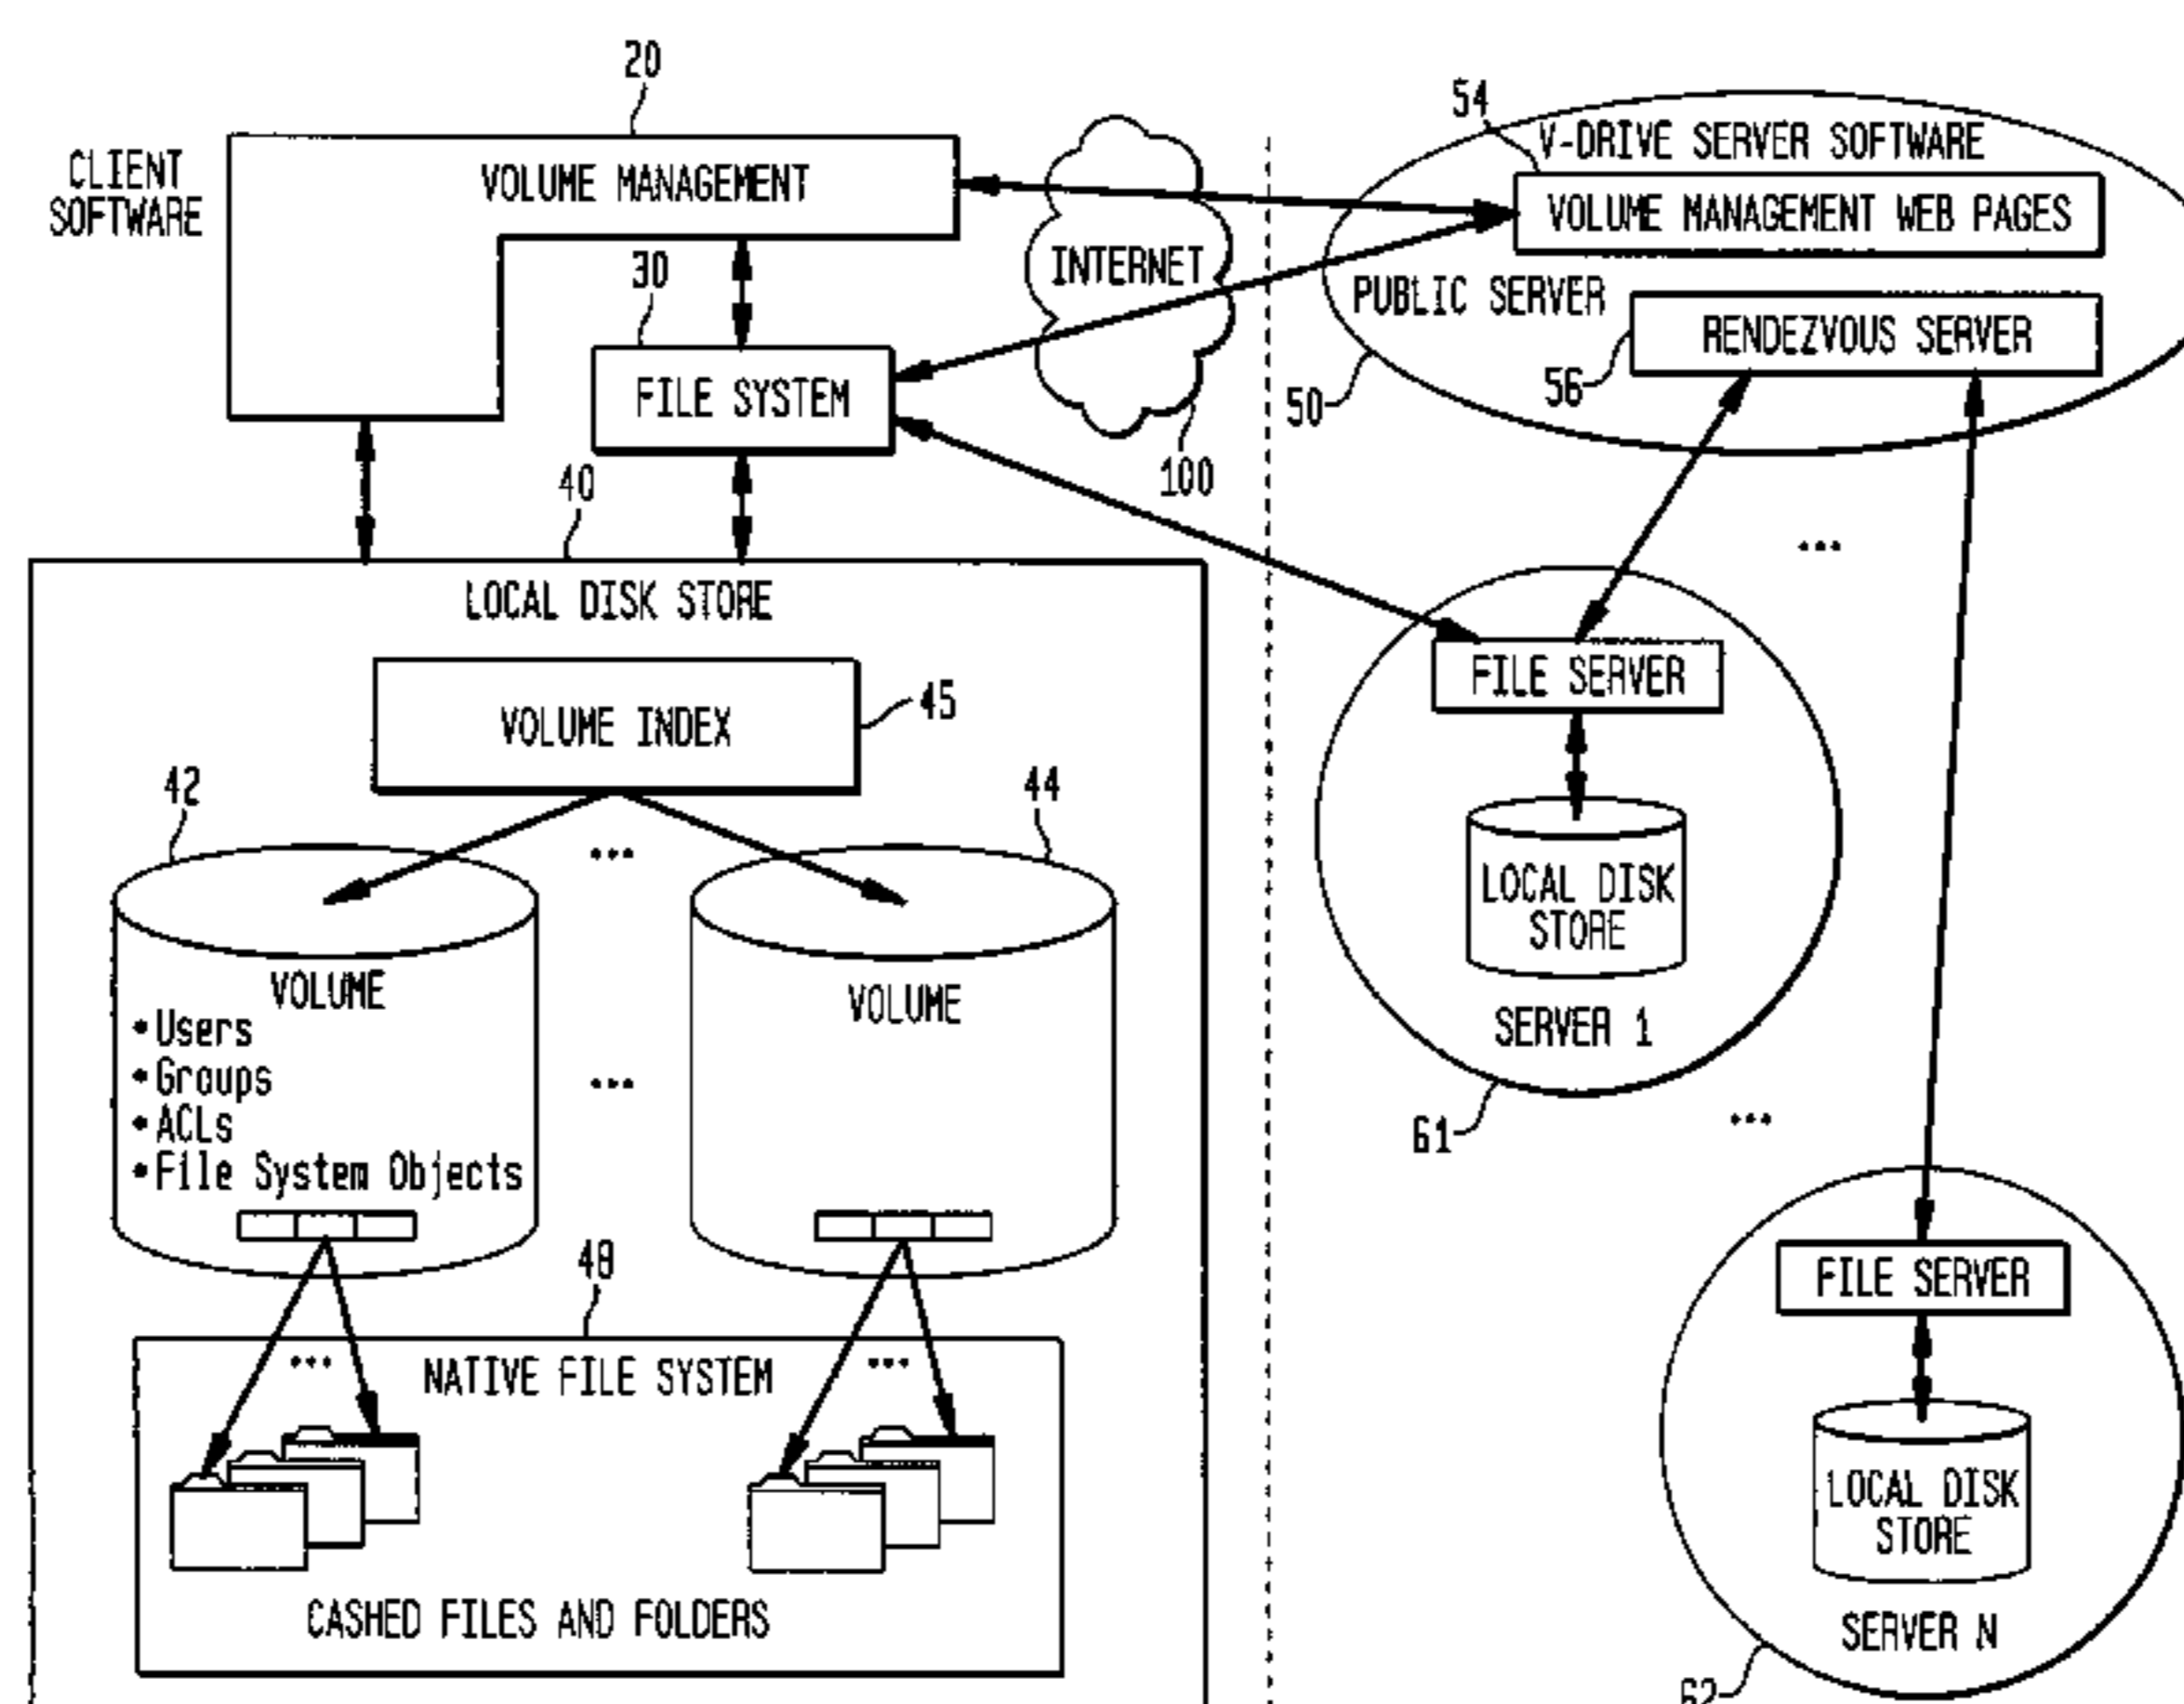 20
CLIENT
SOFTWARE
VOLUME MANAGEMENT
30
FILE SYSTEM
INTERNET
100
54
V-DRIVE SERVER SOFTWARE
VOLUME MANAGEMENT WEB PAGES
PUBLIC SERVER
RENDEZVOUS SERVER
56
50
...
40
LOCAL DISK STORE
VOLUME INDEX
45
42
...
44
VOLUME
•Users
•Groups
•ACLs
•File System Objects
...
VOLUME
48
...
NATIVE FILE SYSTEM
...
CASHED FILES AND FOLDERS
FILE SERVER
LOCAL DISK
STORE
SERVER 1
61
...
FILE SERVER
LOCAL DISK
STORE
SERVER N
62